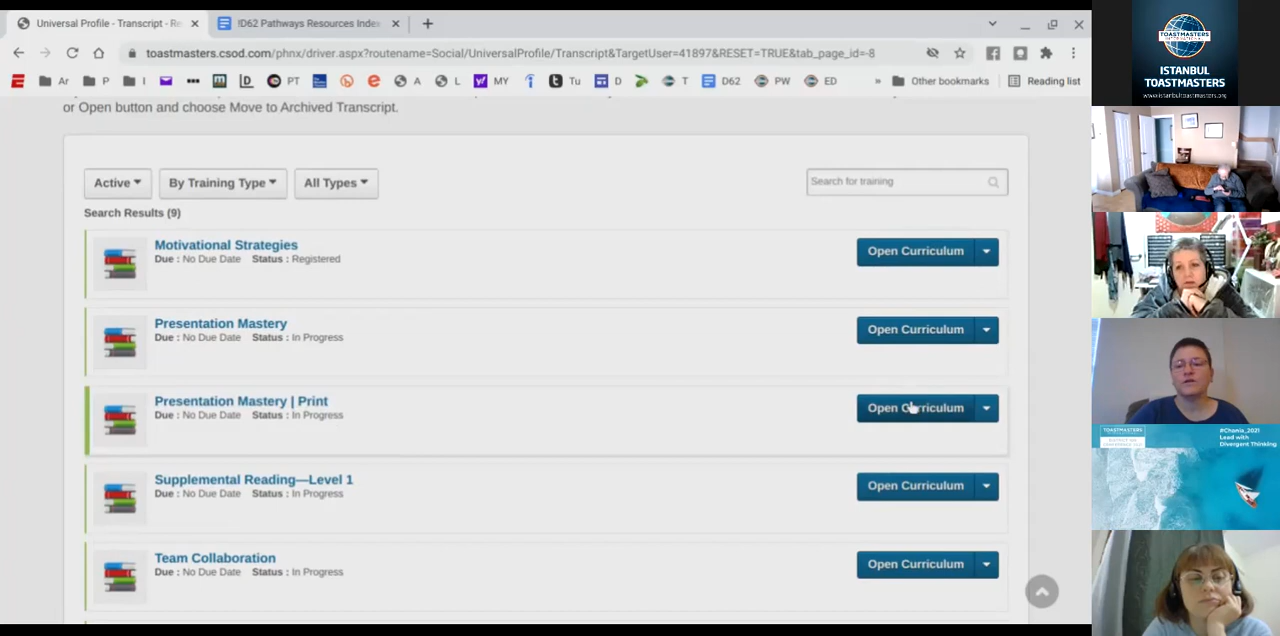 Universal Profile - Transcript - Re
!D62 Pathways Resources Index
toastmasters.csod.com/phnx/driver.aspx?routename=Social/UniversalProfile/Transcript&TargetUser=41897&RESET=TRUE&tab_page_id=-8
Ar P I PT A L MY Tu D T D62 PW ED » Other bookmarks Reading list
or Open button and choose Move to Archived Transcript.
Active By Training Type All Types Search for training
Search Results (9)
Motivational Strategies
Due : No Due Date Status : Registered
Open Curriculum
Presentation Mastery
Due : No Due Date Status : In Progress
Open Curriculum
Presentation Mastery | Print
Due : No Due Date Status : In Progress
Open Curriculum
Supplemental Reading—Level 1
Due : No Due Date Status : In Progress
Open Curriculum
Team Collaboration
Due : No Due Date Status : In Progress
Open Curriculum
TOASTMASTERS
INTERNATIONAL
ISTANBUL
TOASTMASTERS
www.istanbultoastmasters.org
TOASTMASTERS
#Chania_2021
Lead with
Divergent Thinking